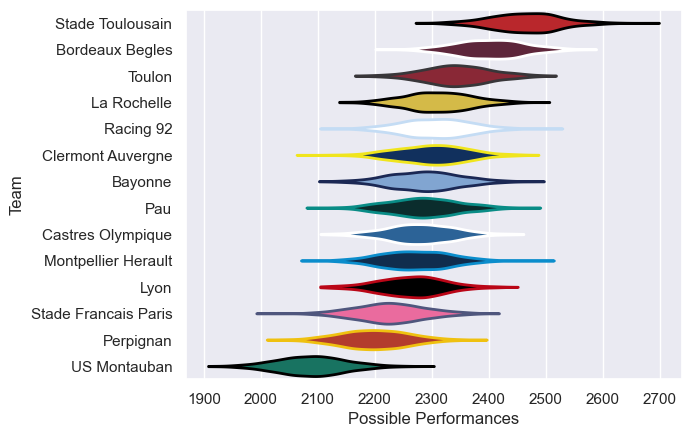 Stade Toulousain
Bordeaux Begles
Toulon
La Rochelle
Racing 92
Clermont Auvergne
Bayonne
Pau
Castres Olympique
Montpellier Herault
Lyon
Stade Francais Paris
Perpignan
US Montauban
Team
1900 2000 2100 2200 2300 2400 2500 2600 2700
Possible Performances